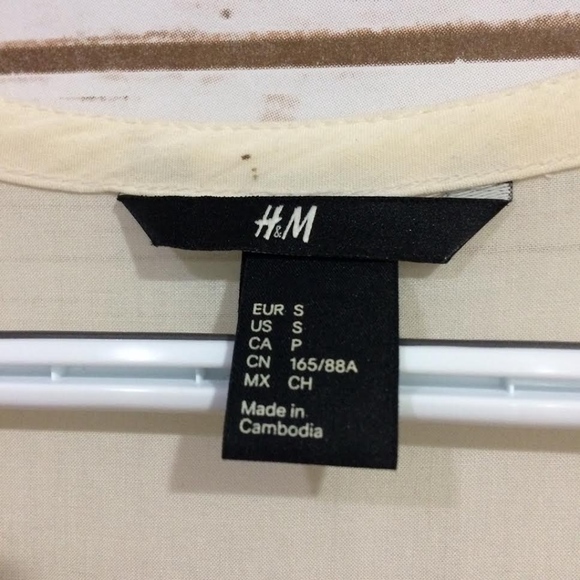 H&M
EUR S
US S
CA P
CN 165/88A
MX CH
Made in
Cambodia